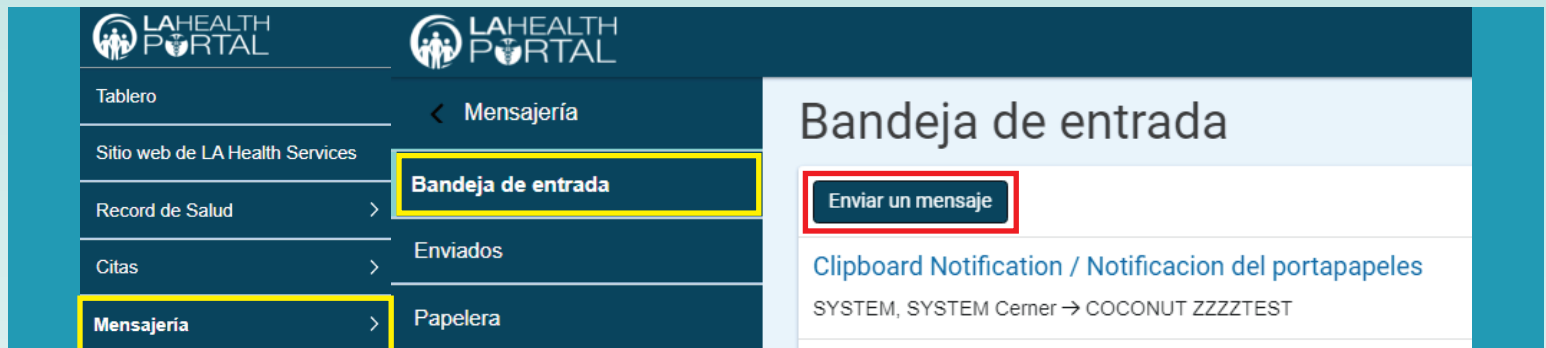 LAHEALTH
PORTAL
Tablero
Sitio web de LA Health Services
Record de Salud
Citas
Mensajería
LAHEALTH
PORTAL
Mensajería
Bandeja de entrada
Enviados
Papelera
Bandeja de entrada
Enviar un mensaje
Clipboard Notification / Notificacion del portapapeles
SYSTEM, SYSTEM Cerner → COCONUT ZZZZTEST